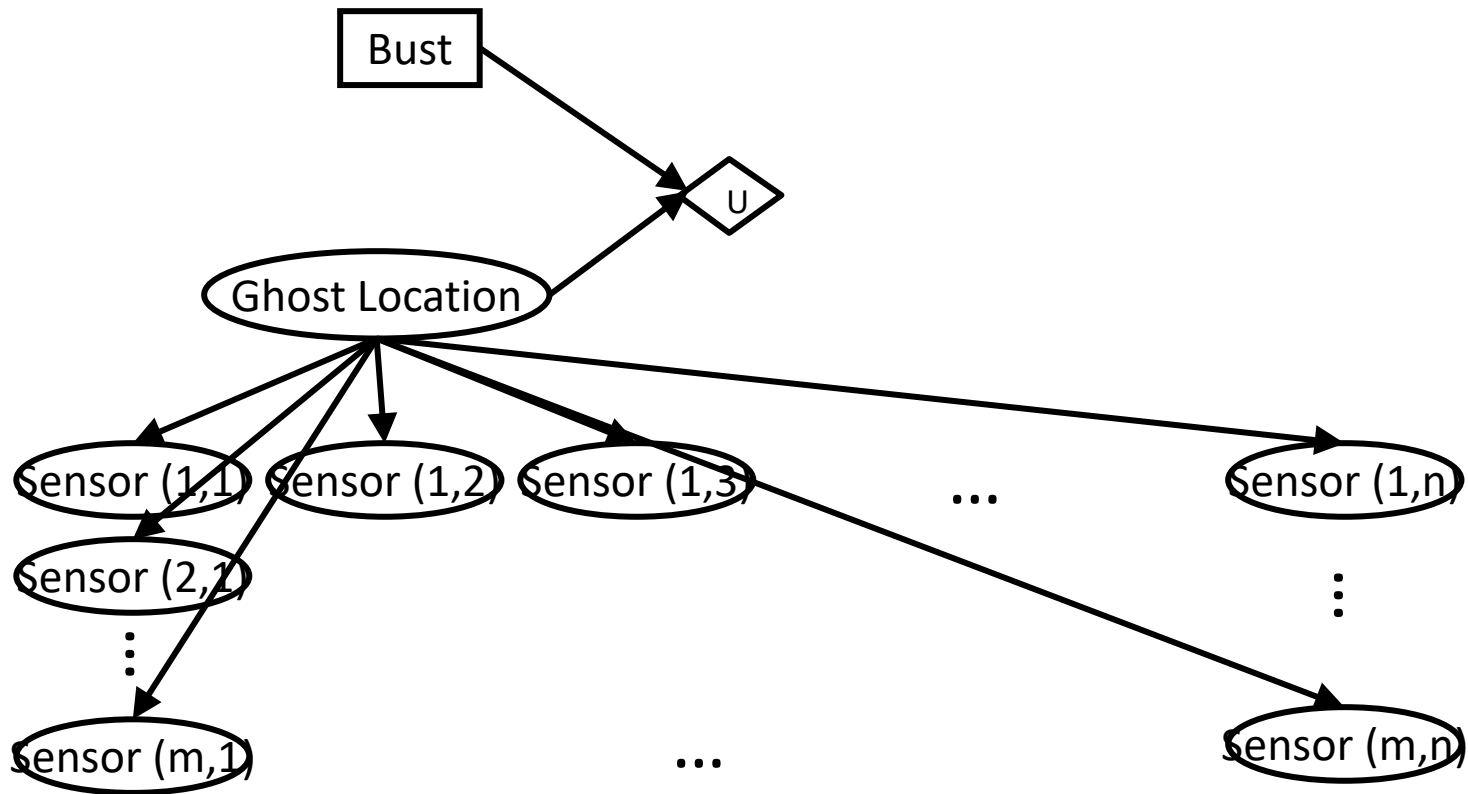 Bust
U
Ghost Location
Sensor (1,1) Sensor (1,2) Sensor (1,3) ... Sensor (1,n)
Sensor (2,1)
⋮ ⋮
Sensor (m,1) ... Sensor (m,n)